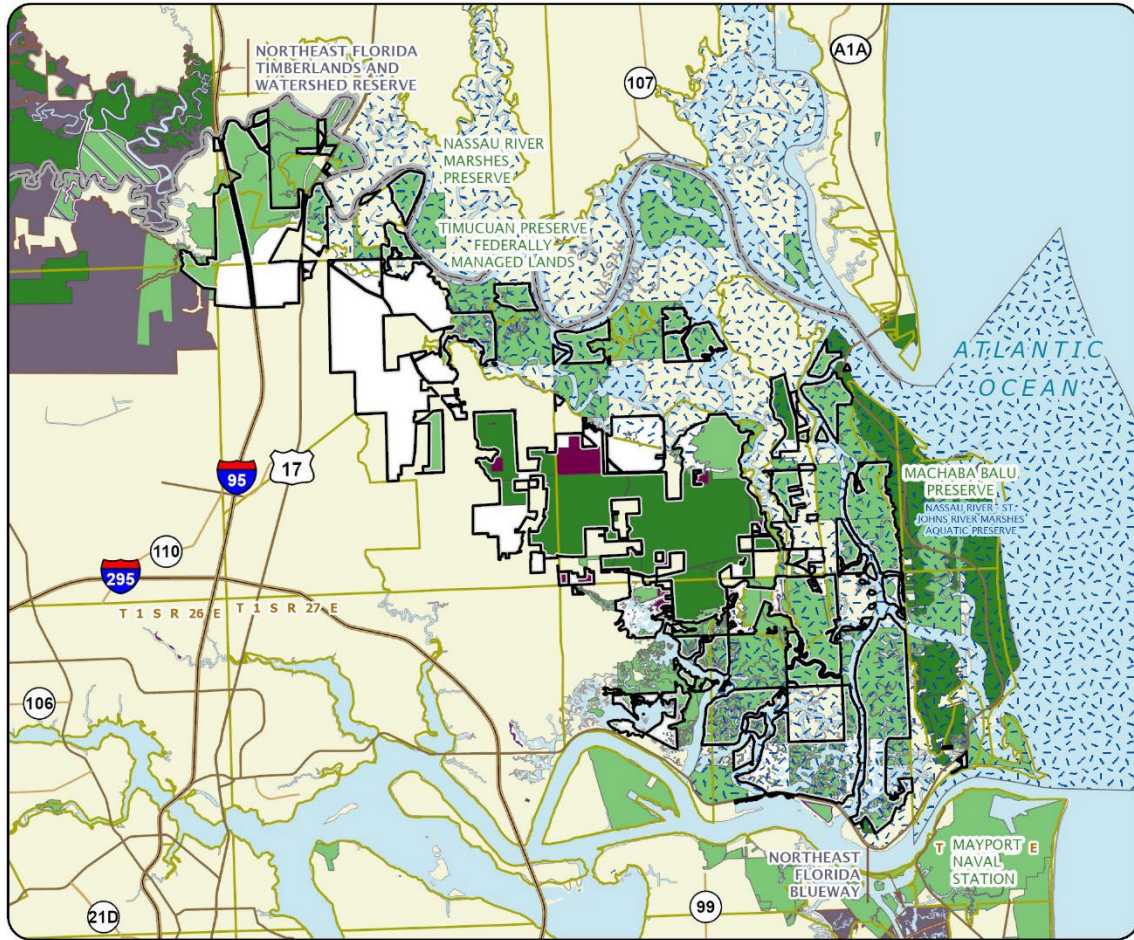 NORTHEAST FLORIDA
TIMBERLANDS AND
WATERSHED RESERVE
107
A1A
NASSAU RIVER
MARSHES
PRESERVE
TIMUCUAN PRESERVE
FEDERALLY
MANAGED LANDS
NASSAU
ATLANTIC
OCEAN
MACHABA BALU
PRESERVE
NASSAU RIVER - ST.
JOHNS RIVER MARSHES
AQUATIC PRESERVE
95
17
110
295
T 1 S R 26 E
T 1 S R 27 E
106
21D
99
NORTHEAST
FLORIDA
BLUEWAY
T
E
MAYPORT
NAVAL
STATION